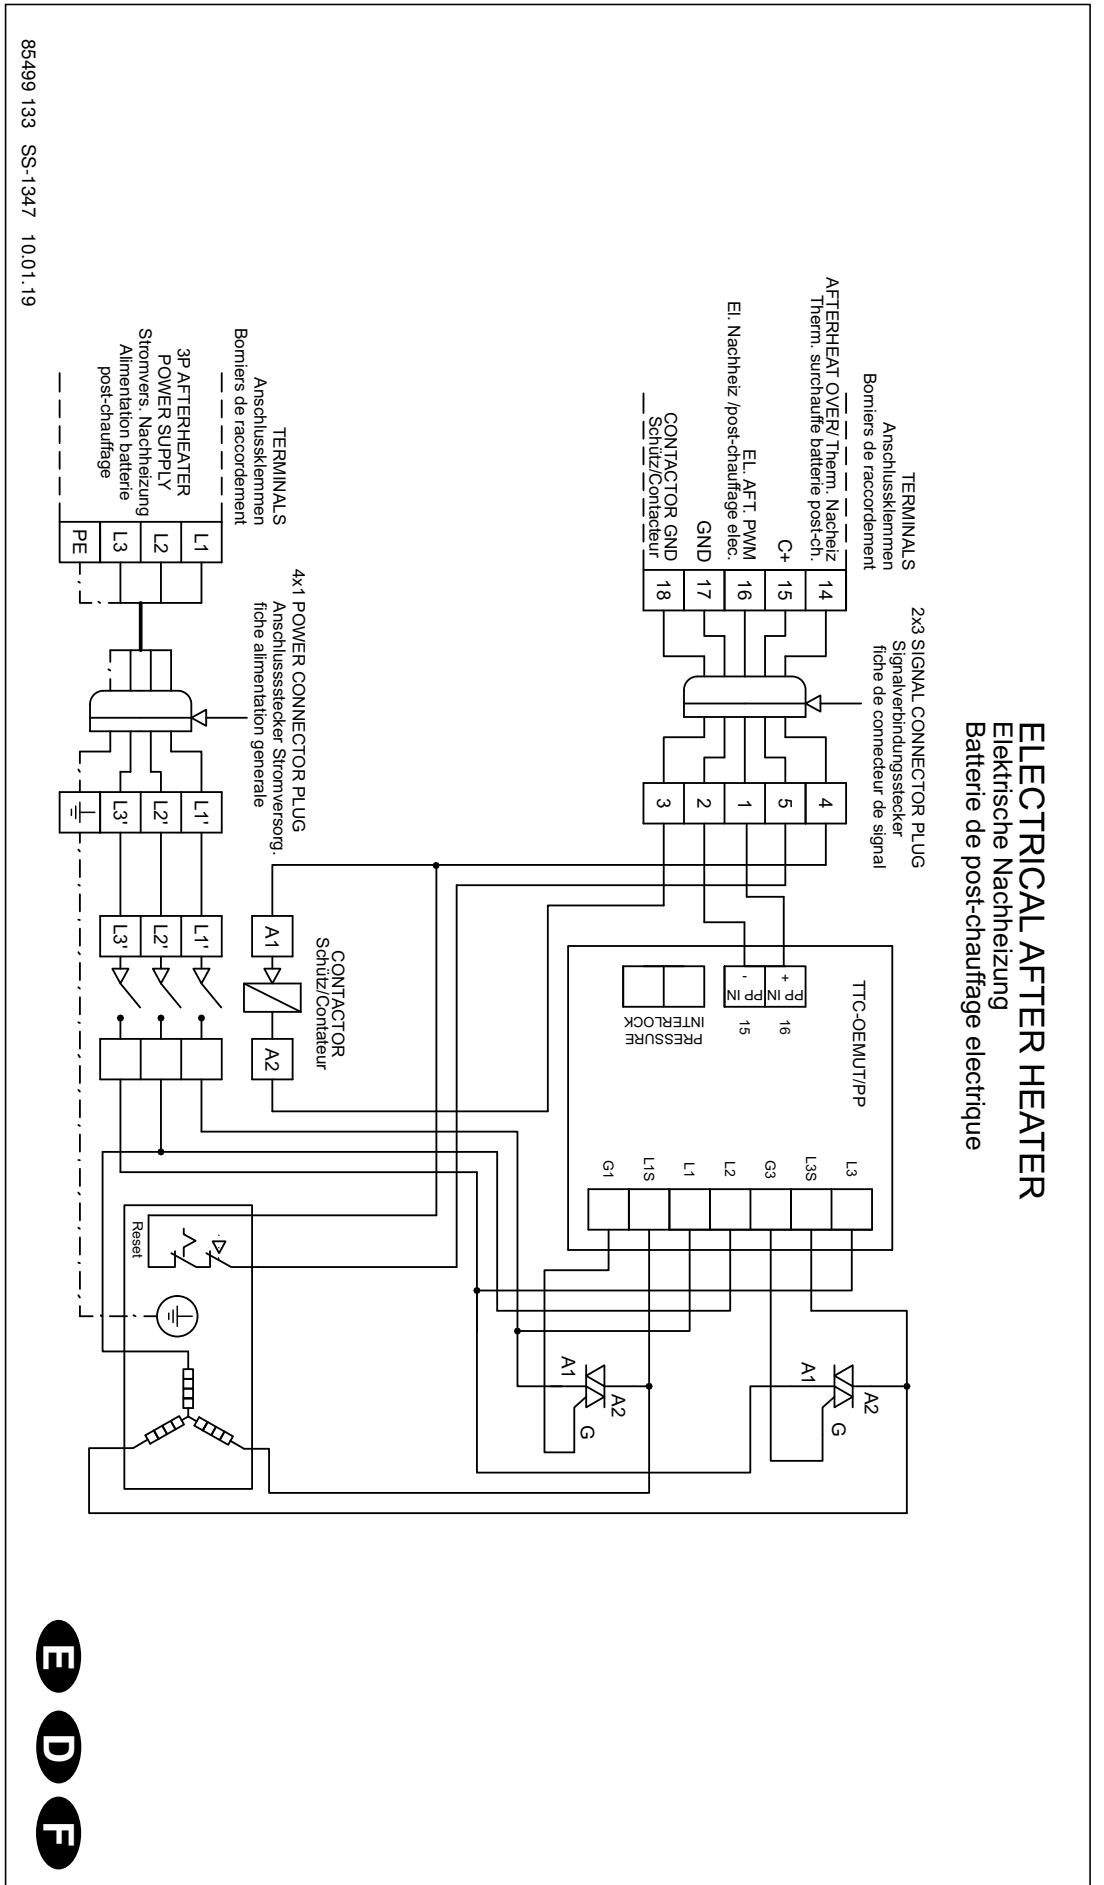 ELECTRICAL AFTER HEATER
Elektrische Nachheizung
Batterie de post-chauffage electrique
TERMINALS
Anschlussklemmen
Borniers de raccordement
AFTERHEAT OVER/ Therm. Nacheiz
Therm. surchauffe batterie post-ch.
C+
EL. AFT. PWM
El. Nachheiz /post-chauffage elec.
GND
CONTACTOR GND
Schütz/Contacteur
14
15
16
17
18
2x3 SIGNAL CONNECTOR PLUG
Signalverbindungsstecker
fiche de connecteur de signal
4
5
1
2
3
TTC-OEMUT/PP
+
PP IN
16
-
PP IN
15
PRESSURE
INTERLOCK
L3
L3S
G3
L2
L1
L1S
G1
A1
A2
G
A1
A2
G
TERMINALS
Anschlussklemmen
Borniers de raccordement
3P AFTERHEATER
POWER SUPPLY
Stromvers. Nachheizung
Alimentation batterie
post-chauffage
L1
L2
L3
PE
4x1 POWER CONNECTOR PLUG
Anschlussstecker Stromversorg.
fiche alimentation generale
L1'
L2'
L3'
CONTACTOR
Schütz/Contateur
A1
A2
L1'
L2'
L3'
Reset
85499 133 SS-1347 10.01.19
E D F